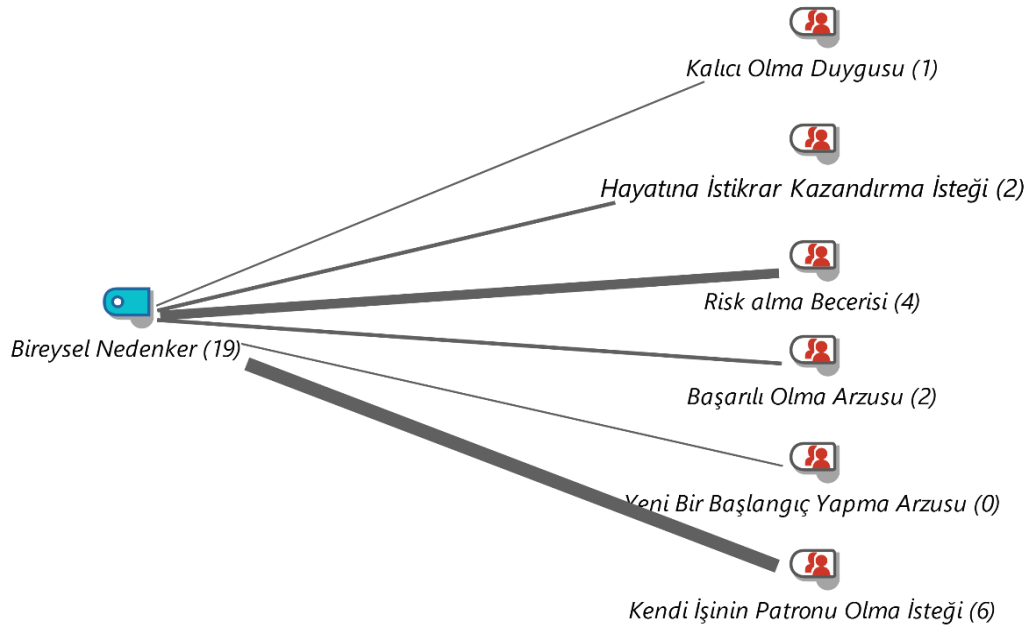 Kalıcı Olma Duygusu (1)
Hayatına İstikrar Kazandırma İsteği (2)
Risk alma Becerisi (4)
Bireysel Nedenker (19)
Başarılı Olma Arzusu (2)
Yeni Bir Başlangıç Yapma Arzusu (0)
Kendi İşinin Patronu Olma İsteği (6)